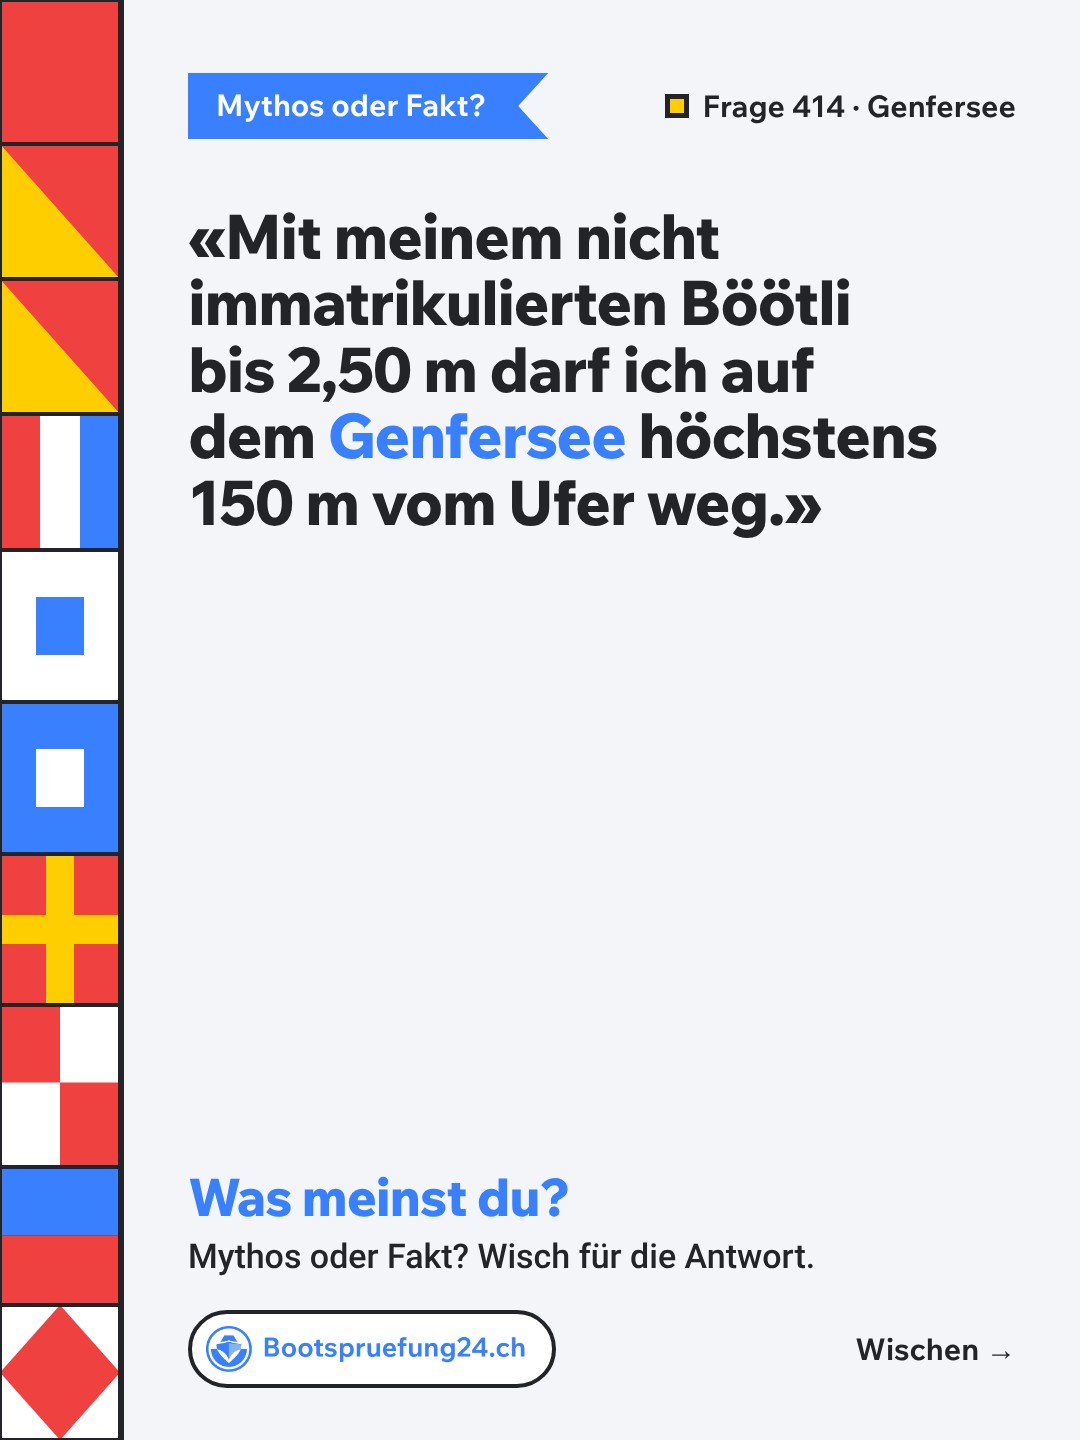 Mythos oder Fakt?
Frage 414 · Genfersee
«Mit meinem nicht
immatrikulierten Böötli
bis 2,50 m darf ich auf
dem Genfersee höchstens
150 m vom Ufer weg.»
Was meinst du?
Mythos oder Fakt? Wisch für die Antwort.
Bootspruefung24.ch
Wischen →